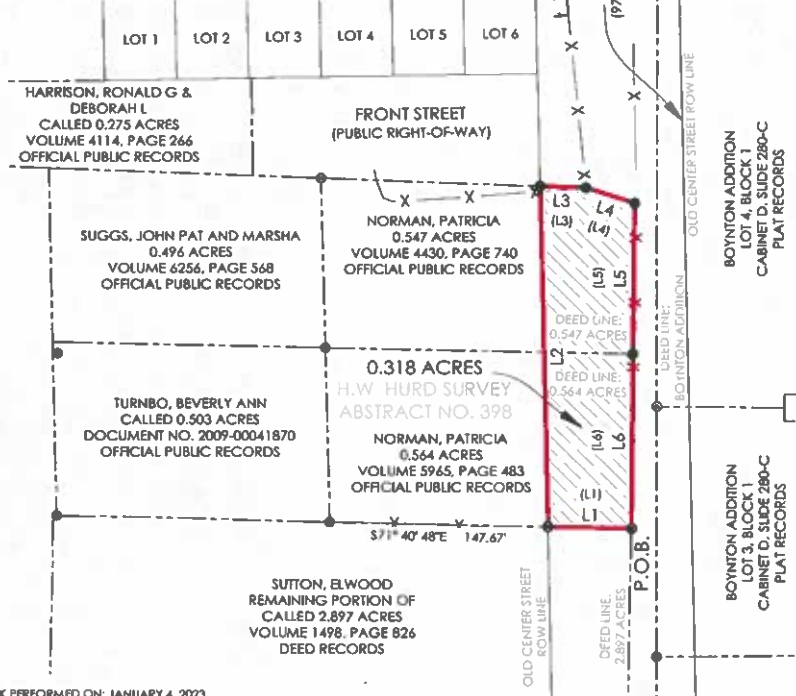 LOT 1
LOT 2
LOT 3
LOT 4
LOT 5
LOT 6
(97
HARRISON, RONALD G &
DEBORAH L
CALLED 0.275 ACRES
VOLUME 4114, PAGE 266
OFFICIAL PUBLIC RECORDS
FRONT STREET
(PUBLIC RIGHT-OF-WAY)
OLD CENTER STREET ROW LINE
BOYNTON ADDITION
LOT 4, BLOCK 1
CABINET D, SLIDE 280-C
PLAT RECORDS
SUGGS, JOHN PAT AND MARSHA
0.496 ACRES
VOLUME 6256, PAGE 568
OFFICIAL PUBLIC RECORDS
NORMAN, PATRICIA
0.547 ACRES
VOLUME 4430, PAGE 740
OFFICIAL PUBLIC RECORDS
L3
(L3)
L4
(L4)
(L5)
L5
DEED LINE:
0.547 ACRES
L2
DEED LINE:
0.564 ACRES
DEED LINE:
BOYNTON ADDITION
0.318 ACRES
H.W. HURD SURVEY
ABSTRACT NO. 398
TURNBO, BEVERLY ANN
CALLED 0.503 ACRES
DOCUMENT NO. 2009-00041870
OFFICIAL PUBLIC RECORDS
NORMAN, PATRICIA
0.564 ACRES
VOLUME 5965, PAGE 483
OFFICIAL PUBLIC RECORDS
(L6)
L6
(L1)
L1
S71° 40' 48"E 147.67'
P.O.B.
BOYNTON ADDITION
LOT 3, BLOCK 1
CABINET D, SLIDE 280-C
PLAT RECORDS
SUTTON, ELWOOD
REMAINING PORTION OF
CALLED 2.897 ACRES
VOLUME 1498, PAGE 826
DEED RECORDS
OLD CENTER STREET
ROW LINE
DEED LINE:
2.897 ACRES
K PERFORMED ON: JANUARY 4, 2023